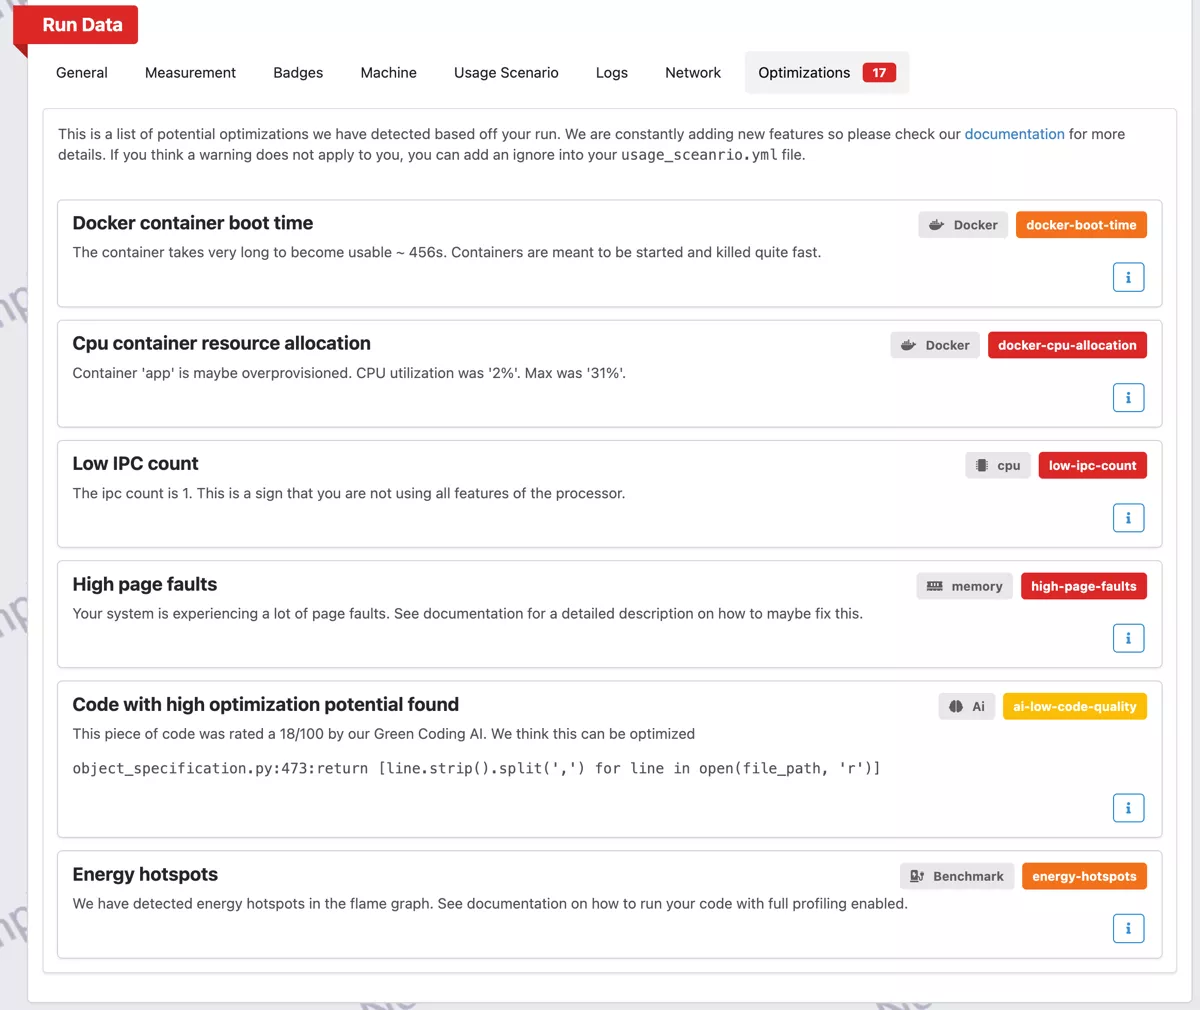 Run Data
General Measurement Badges Machine Usage Scenario Logs Network Optimizations 17
This is a list of potential optimizations we have detected based off your run. We are constantly adding new features so please check our documentation for more
details. If you think a warning does not apply to you, you can add an ignore into your usage_sceanrio.yml file.
Docker container boot time Docker docker-boot-time
The container takes very long to become usable ~ 456s. Containers are meant to be started and killed quite fast.
i
Cpu container resource allocation Docker docker-cpu-allocation
Container 'app' is maybe overprovisioned. CPU utilization was '2%'. Max was '31%'.
i
Low IPC count cpu low-ipc-count
The ipc count is 1. This is a sign that you are not using all features of the processor.
i
High page faults memory high-page-faults
Your system is experiencing a lot of page faults. See documentation for a detailed description on how to maybe fix this.
i
Code with high optimization potential found Ai ai-low-code-quality
This piece of code was rated a 18/100 by our Green Coding AI. We think this can be optimized
object_specification.py:473:return [line.strip().split(',') for line in open(file_path, 'r')]
i
Energy hotspots Benchmark energy-hotspots
We have detected energy hotspots in the flame graph. See documentation on how to run your code with full profiling enabled.
i